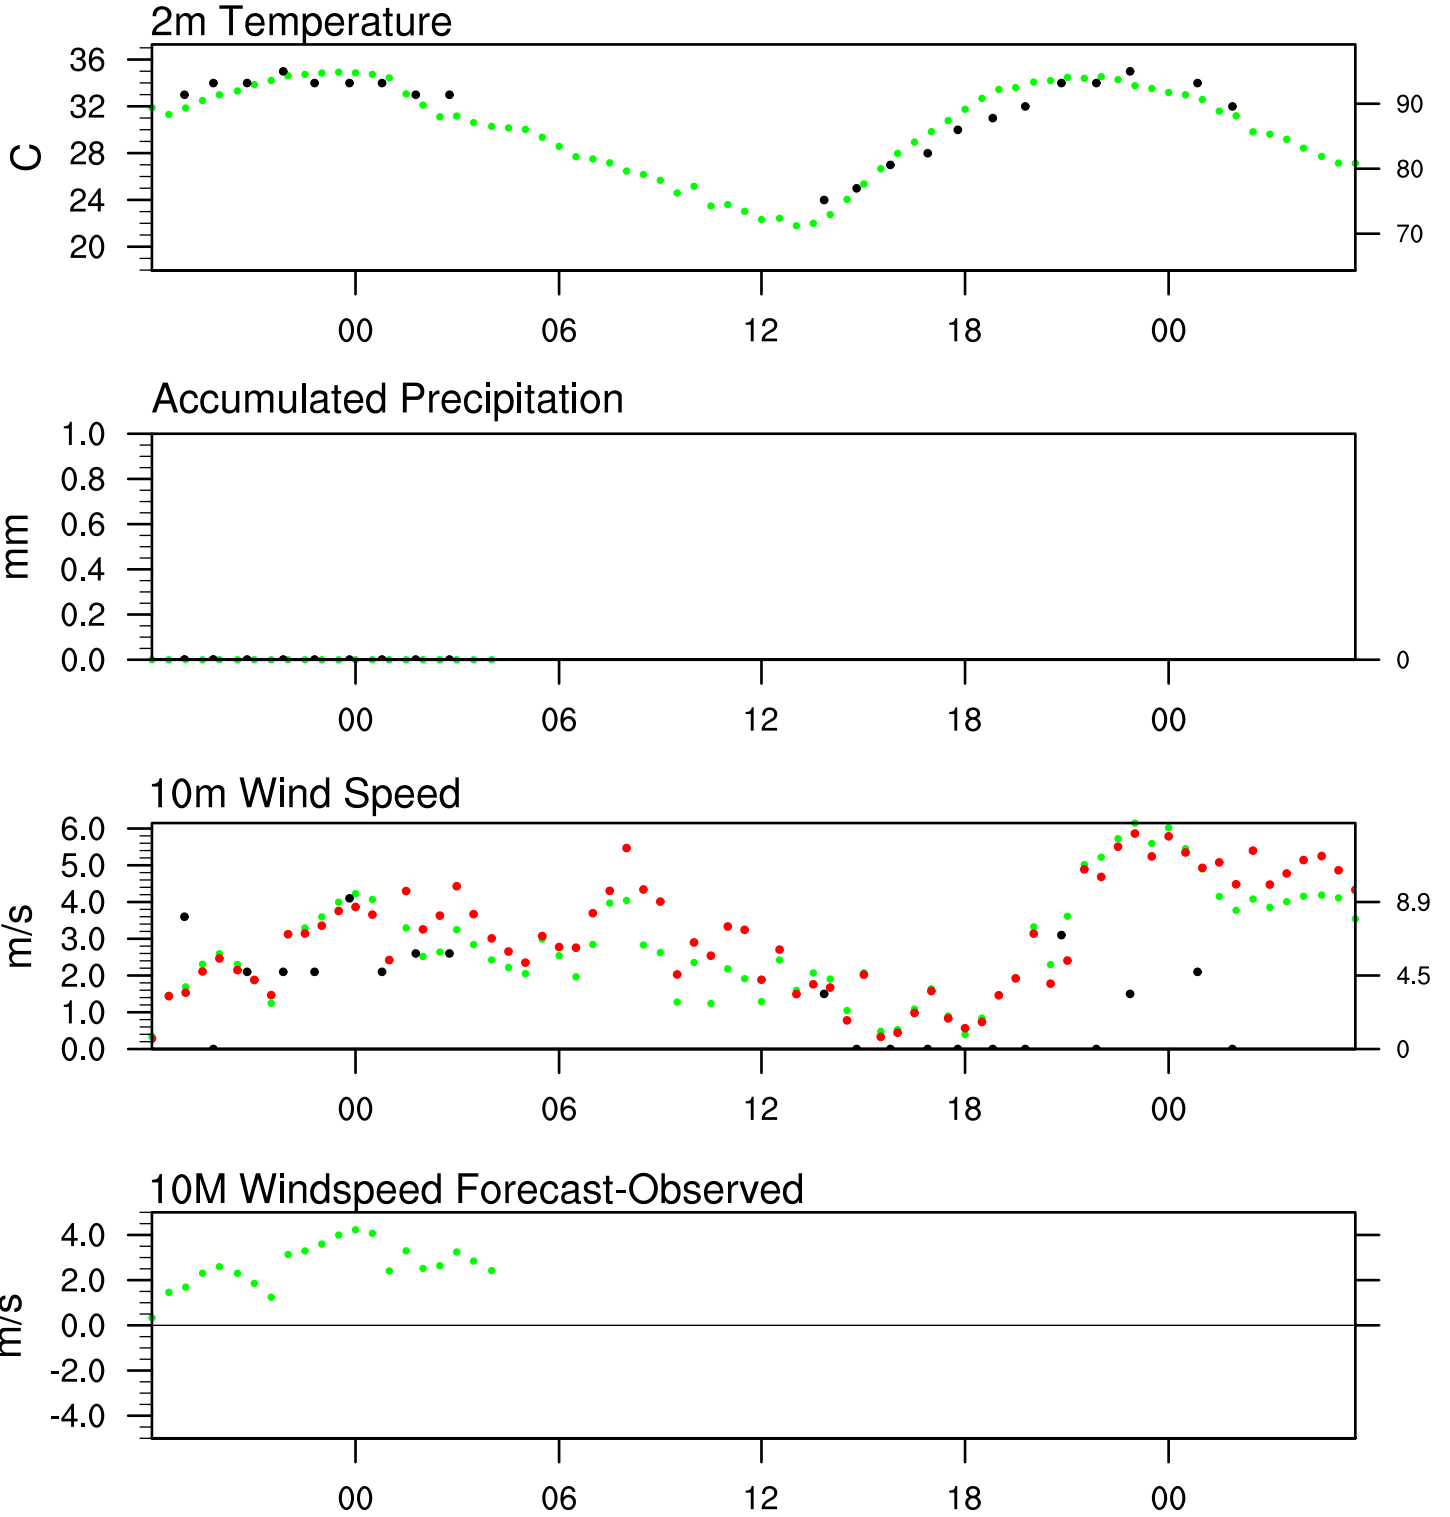 2m Temperature
36
32
28
24
20
C
90
80
70
00 06 12 18 00
Accumulated Precipitation
1.0
0.8
0.6
0.4
0.2
0.0
mm
0
00 06 12 18 00
10m Wind Speed
6.0
5.0
4.0
3.0
2.0
1.0
0.0
m/s
8.9
4.5
0
00 06 12 18 00
10M Windspeed Forecast-Observed
4.0
2.0
0.0
-2.0
-4.0
m/s
00 06 12 18 00